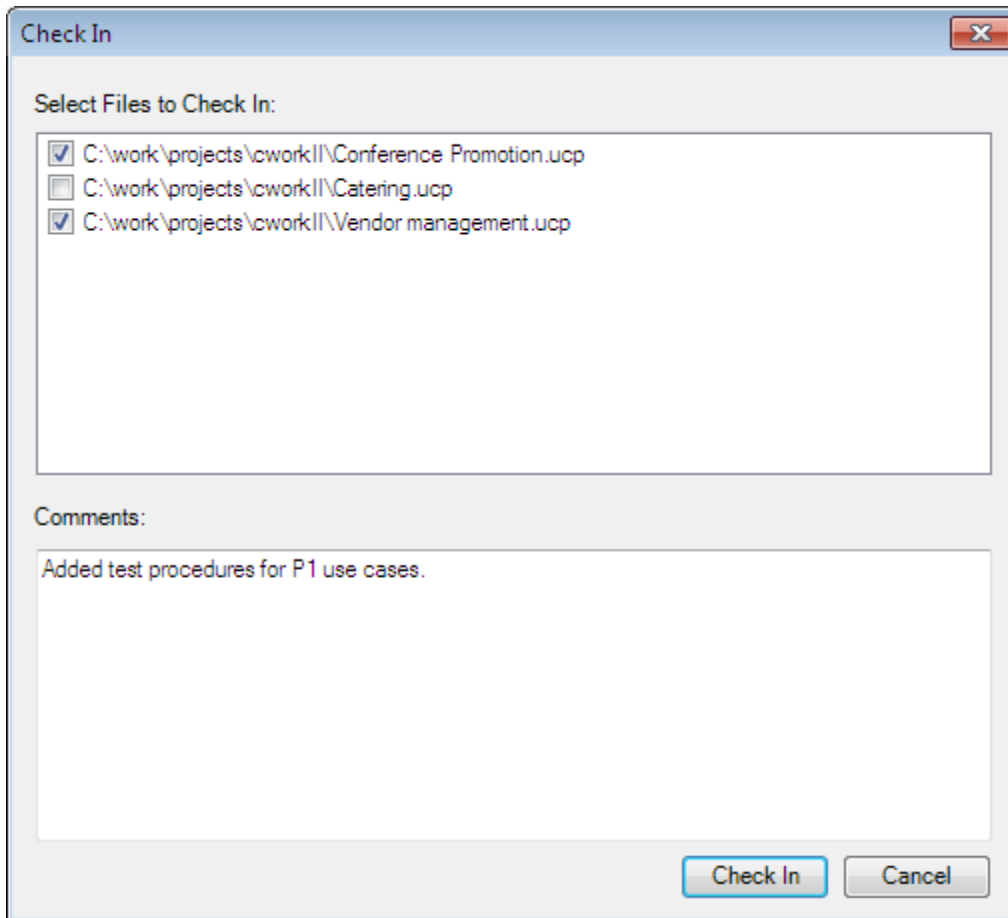 Check In
Select Files to Check In:
C:\work\projects\cworkII\Conference Promotion.ucp
C:\work\projects\cworkII\Catering.ucp
C:\work\projects\cworkII\Vendor management.ucp
Comments:
Added test procedures for P1 use cases.
Check In
Cancel